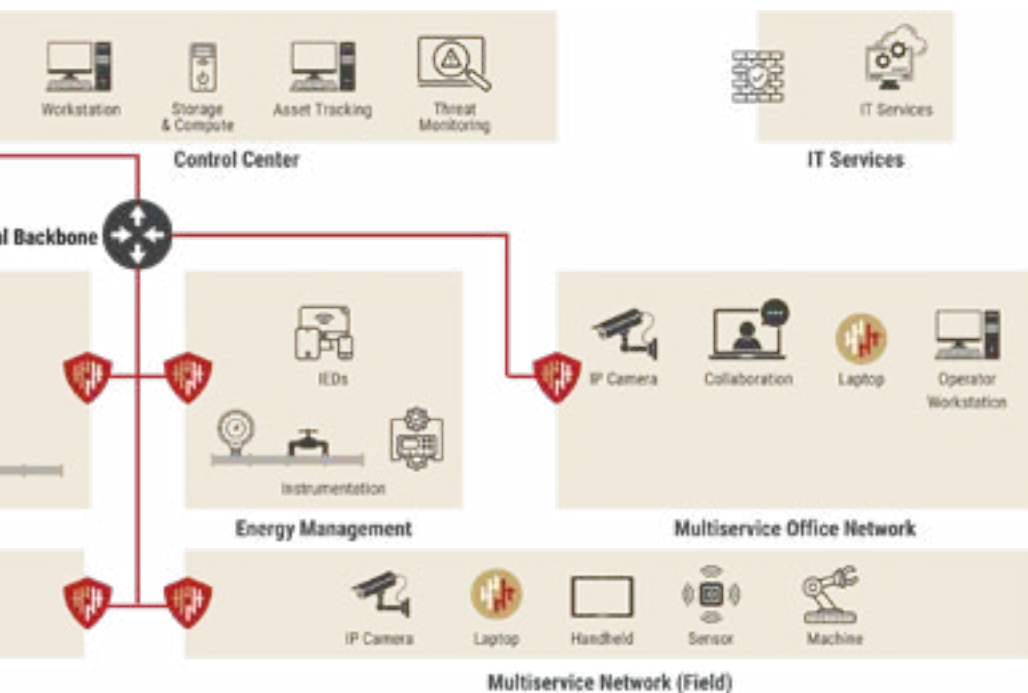 Workstation
Storage
& Compute
Asset Tracking
Threat
Monitoring
IT Services
Control Center
IT Services
Backbone
IEDs
Instrumentation
Energy Management
IP Camera
Collaboration
Laptop
Operator
Workstation
Multiservice Office Network
IP Camera
Laptop
Handheld
Sensor
Machine
Multiservice Network (Field)